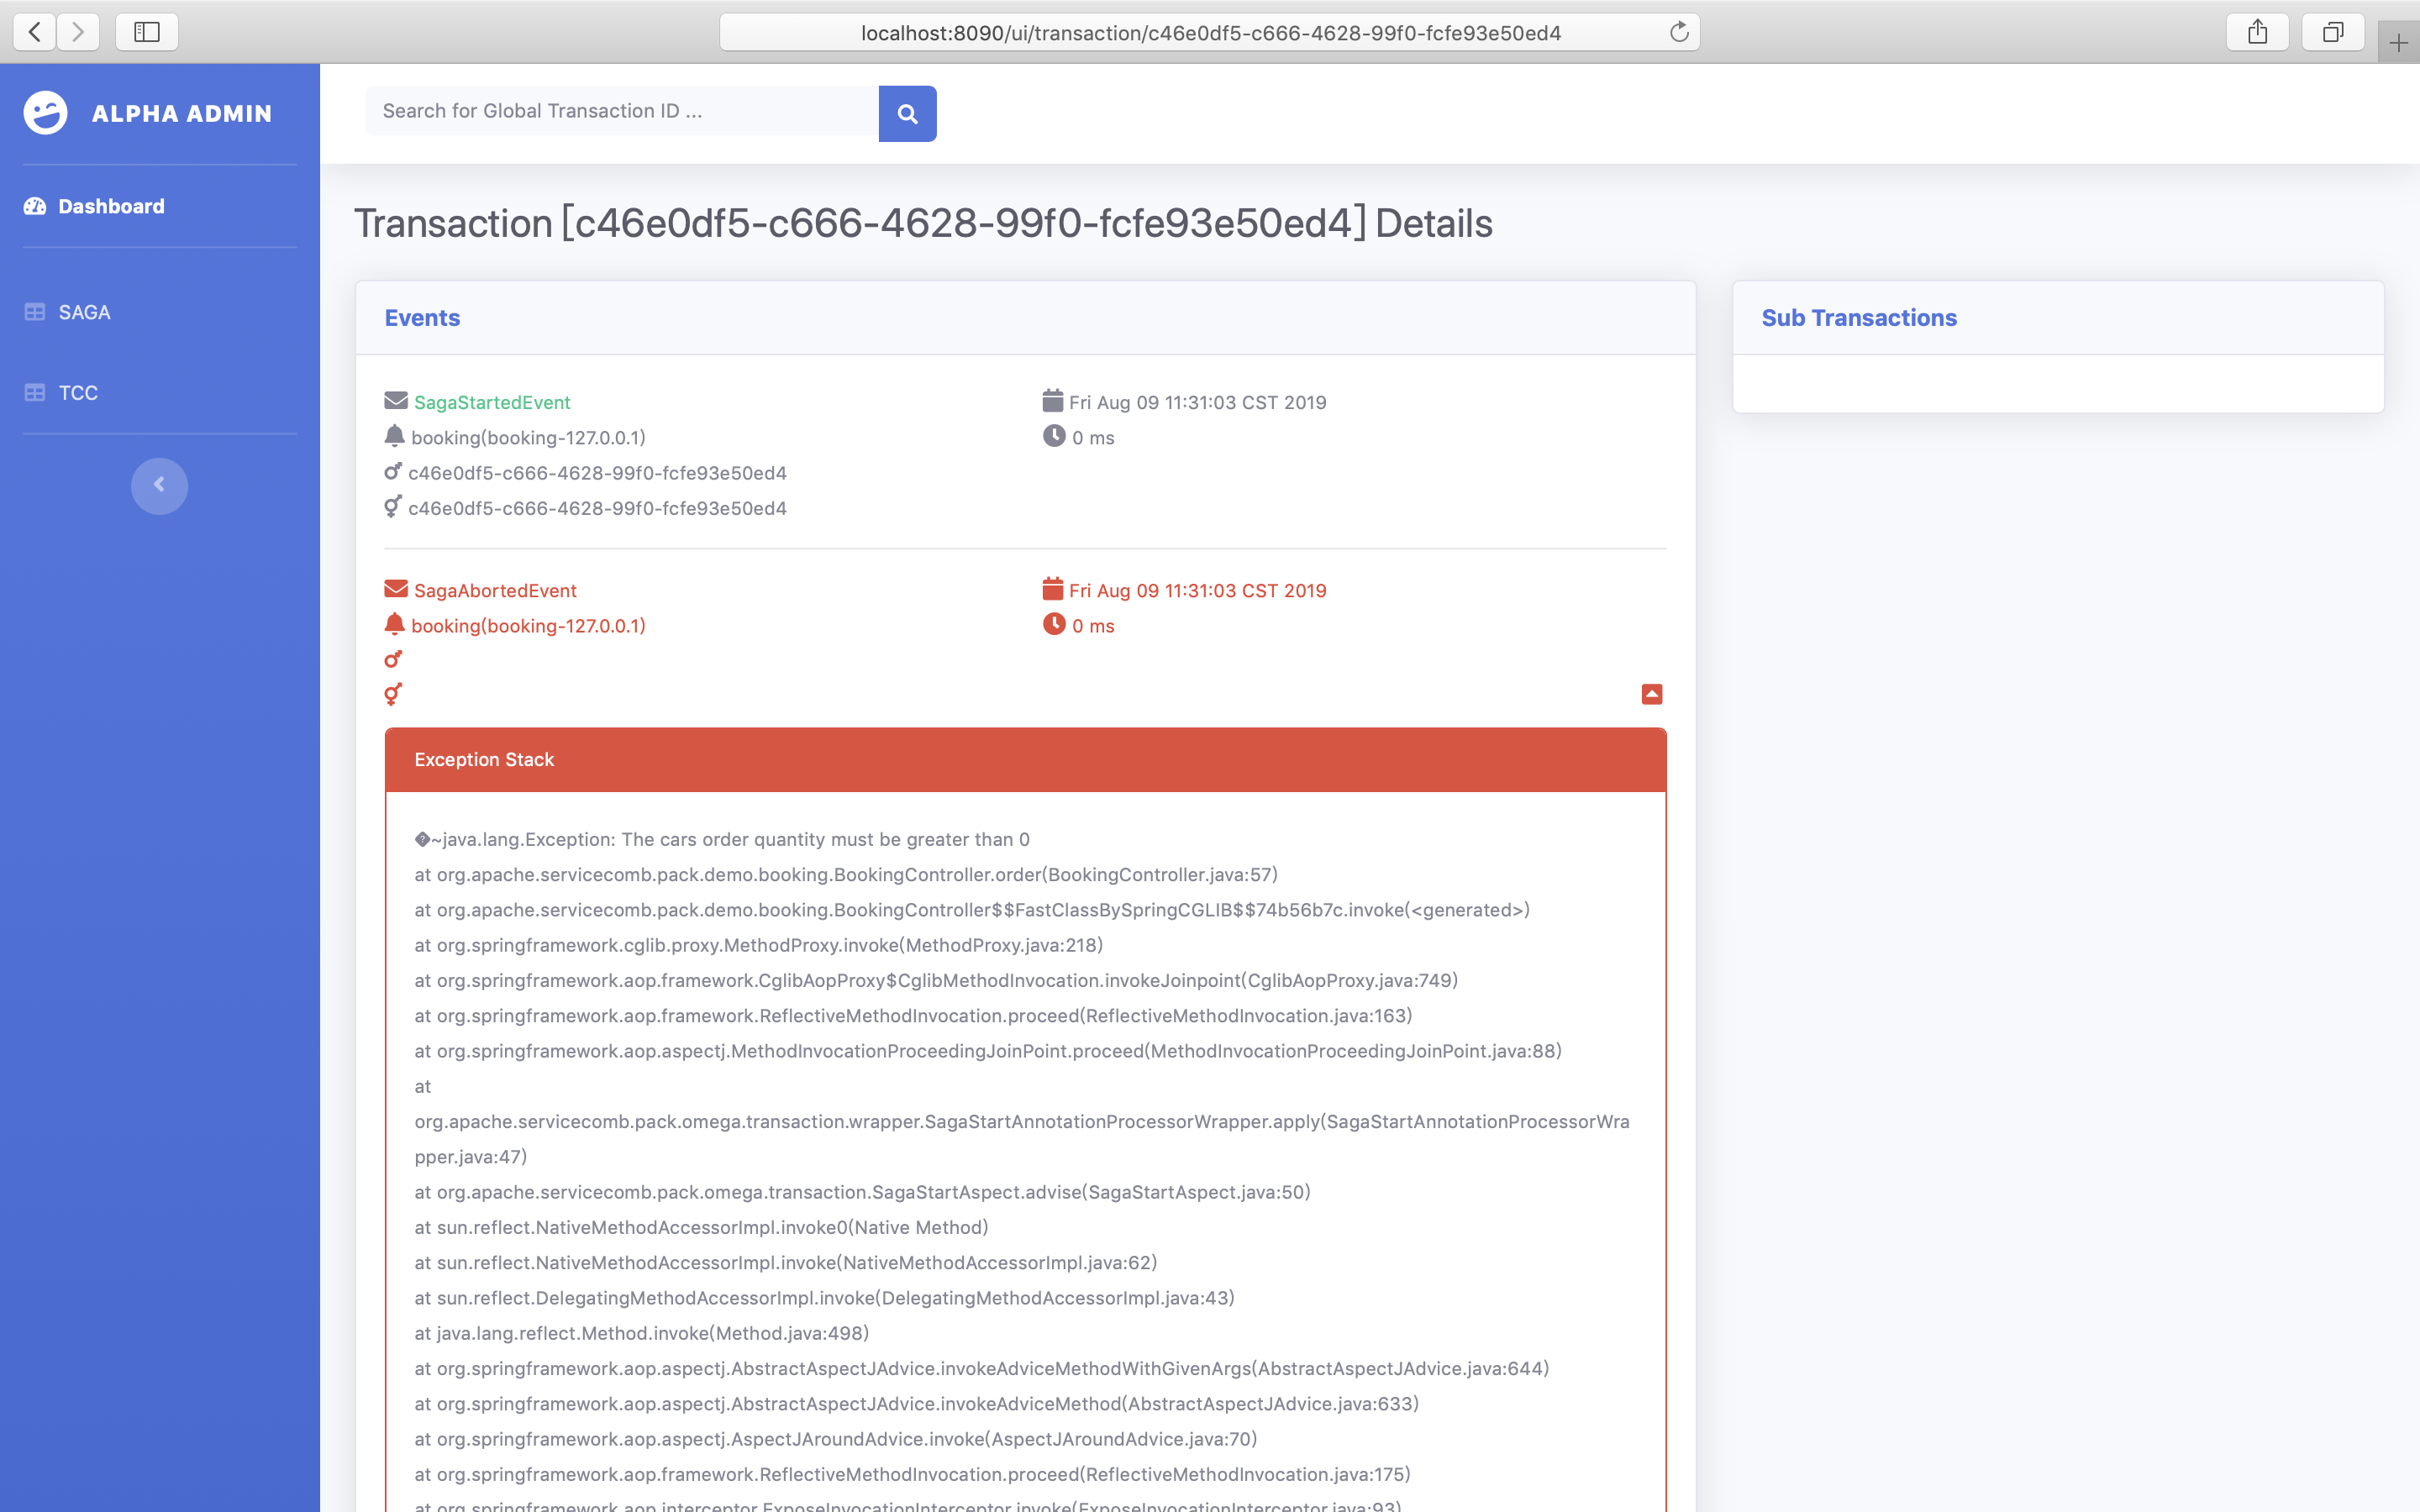 localhost:8090/ui/transaction/c46e0df5-c666-4628-99f0-fcfe93e50ed4
ALPHA ADMIN
Dashboard
SAGA
TCC
Search for Global Transaction ID ...
Transaction [c46e0df5-c666-4628-99f0-fcfe93e50ed4] Details
Events
SagaStartedEvent
Fri Aug 09 11:31:03 CST 2019
booking(booking-127.0.0.1)
0 ms
c46e0df5-c666-4628-99f0-fcfe93e50ed4
c46e0df5-c666-4628-99f0-fcfe93e50ed4
SagaAbortedEvent
Fri Aug 09 11:31:03 CST 2019
booking(booking-127.0.0.1)
0 ms
Exception Stack
�~java.lang.Exception: The cars order quantity must be greater than 0
at org.apache.servicecomb.pack.demo.booking.BookingController.order(BookingController.java:57)
at org.apache.servicecomb.pack.demo.booking.BookingController$$FastClassBySpringCGLIB$$74b56b7c.invoke(<generated>)
at org.springframework.cglib.proxy.MethodProxy.invoke(MethodProxy.java:218)
at org.springframework.aop.framework.CglibAopProxy$CglibMethodInvocation.invokeJoinpoint(CglibAopProxy.java:749)
at org.springframework.aop.framework.ReflectiveMethodInvocation.proceed(ReflectiveMethodInvocation.java:163)
at org.springframework.aop.aspectj.MethodInvocationProceedingJoinPoint.proceed(MethodInvocationProceedingJoinPoint.java:88)
at
org.apache.servicecomb.pack.omega.transaction.wrapper.SagaStartAnnotationProcessorWrapper.apply(SagaStartAnnotationProcessorWra
pper.java:47)
at org.apache.servicecomb.pack.omega.transaction.SagaStartAspect.advise(SagaStartAspect.java:50)
at sun.reflect.NativeMethodAccessorImpl.invoke0(Native Method)
at sun.reflect.NativeMethodAccessorImpl.invoke(NativeMethodAccessorImpl.java:62)
at sun.reflect.DelegatingMethodAccessorImpl.invoke(DelegatingMethodAccessorImpl.java:43)
at java.lang.reflect.Method.invoke(Method.java:498)
at org.springframework.aop.aspectj.AbstractAspectJAdvice.invokeAdviceMethodWithGivenArgs(AbstractAspectJAdvice.java:644)
at org.springframework.aop.aspectj.AbstractAspectJAdvice.invokeAdviceMethod(AbstractAspectJAdvice.java:633)
at org.springframework.aop.aspectj.AspectJAroundAdvice.invoke(AspectJAroundAdvice.java:70)
at org.springframework.aop.framework.ReflectiveMethodInvocation.proceed(ReflectiveMethodInvocation.java:175)
at org.springframework.aop.interceptor.ExposeInvocationInterceptor.invoke(ExposeInvocationInterceptor.java:93)
Sub Transactions